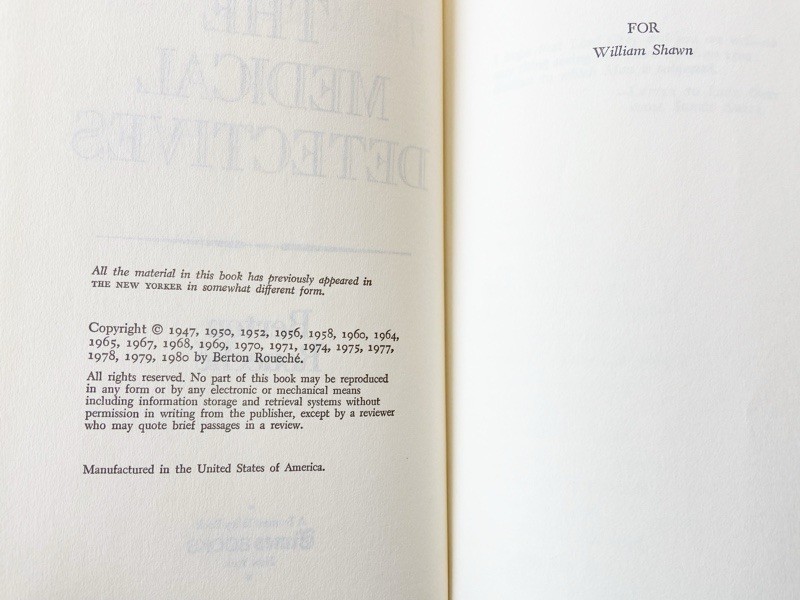 All the material in this book has previously appeared in
THE NEW YORKER in somewhat different form.
Copyright © 1947, 1950, 1952, 1956, 1958, 1960, 1964,
1965, 1967, 1968, 1969, 1970, 1971, 1974, 1975, 1977,
1978, 1979, 1980 by Berton Roueché.
All rights reserved. No part of this book may be reproduced
in any form or by any electronic or mechanical means
including information storage and retrieval systems without
permission in writing from the publisher, except by a reviewer
who may quote brief passages in a review.
Manufactured in the United States of America.
FOR
William Shawn
THE
MEDICAL
DETECTIVES